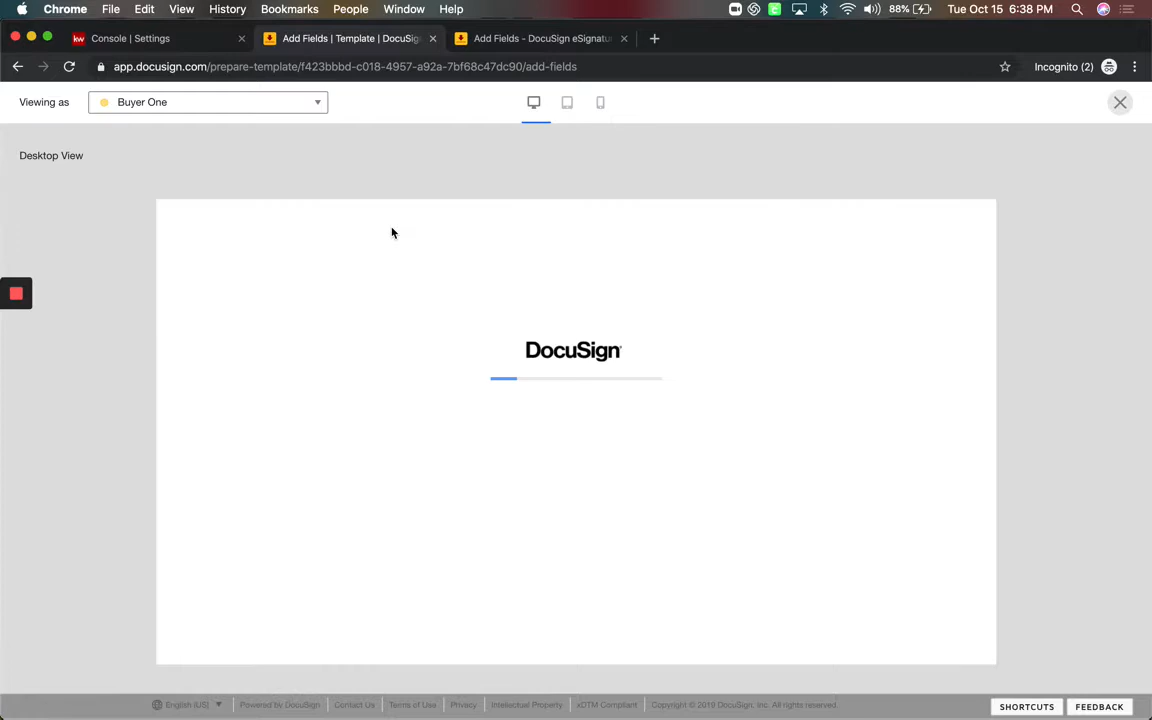 Chrome File Edit View History Bookmarks People Window Help 88% Tue Oct 15 6:38 PM
kw Console | Settings Add Fields | Template | DocuSig Add Fields - DocuSign eSignatu
app.docusign.com/prepare-template/f423bbbd-c018-4957-a92a-7bf68c47dc90/add-fields Incognito (2)
Viewing as Buyer One
Desktop View
DocuSign
English (US) Powered by DocuSign Contact Us Terms of Use Privacy Intellectual Property xDTM Compliant Copyright © 2019 DocuSign, Inc. All rights reserved. SHORTCUTS FEEDBACK